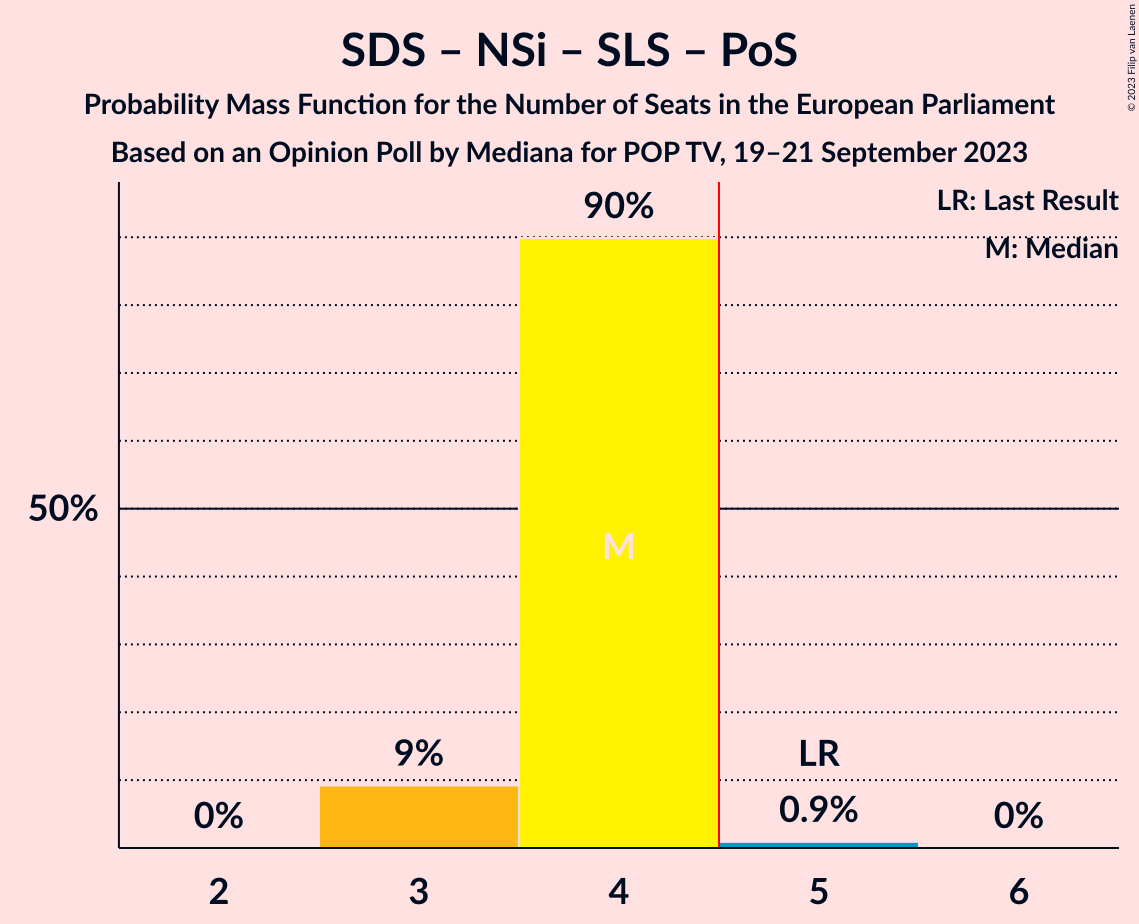 SDS – NSi – SLS – PoS
Probability Mass Function for the Number of Seats in the European Parliament
Based on an Opinion Poll by Mediana for POP TV, 19–21 September 2023
© 2023 Filip van Laenen
LR: Last Result
M: Median
90%
50%
M
9%
LR
0%
0.9%
0%
2
3
4
5
6